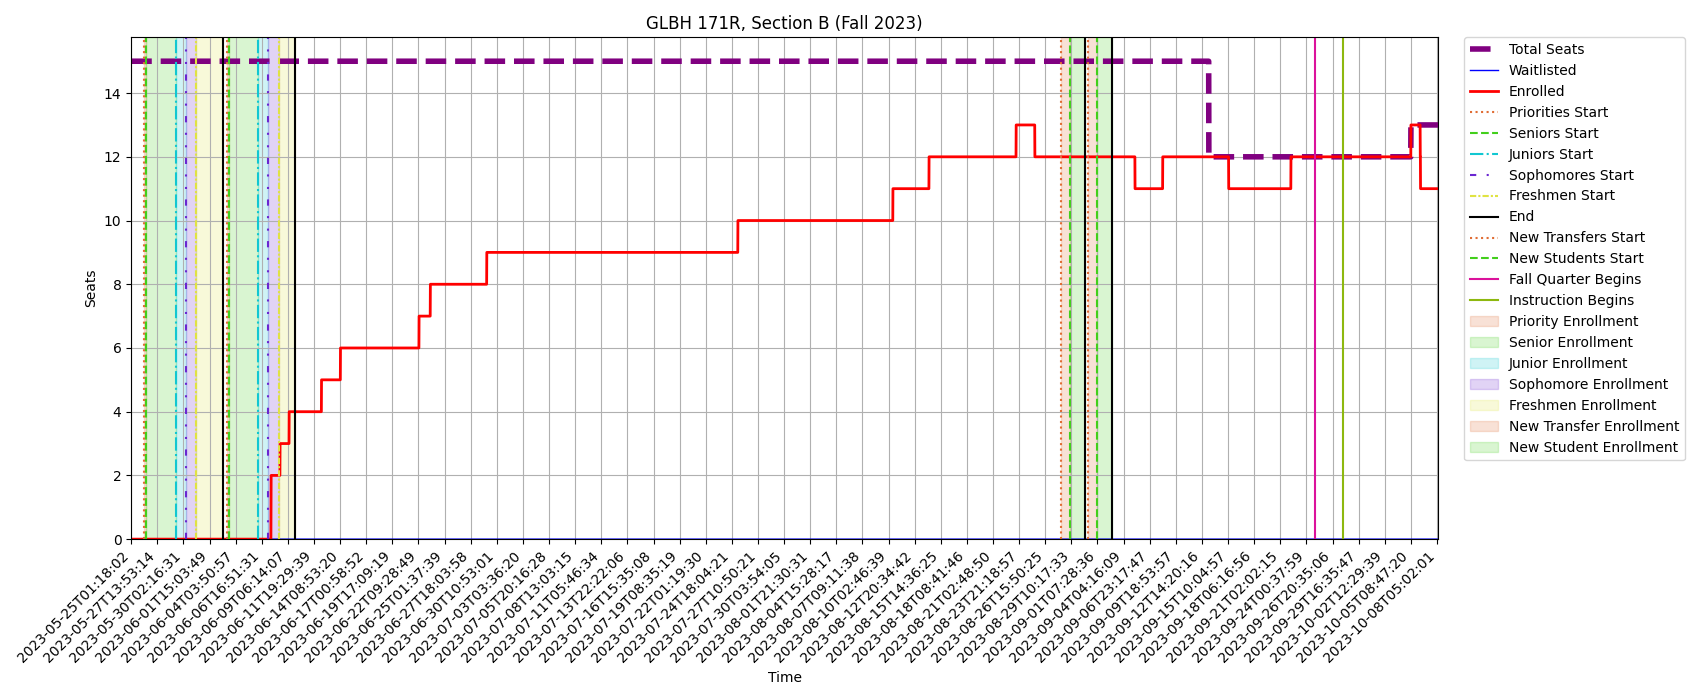 GLBH 171R, Section B (Fall 2023)
Total Seats
Waitlisted
Enrolled
Priorities Start
Seniors Start
Juniors Start
Sophomores Start
Freshmen Start
End
New Transfers Start
New Students Start
Fall Quarter Begins
Instruction Begins
Priority Enrollment
Senior Enrollment
Junior Enrollment
Sophomore Enrollment
Freshmen Enrollment
New Transfer Enrollment
New Student Enrollment
Seats
14
12
10
8
6
4
2
0
2023-05-25T01:18:02
2023-05-27T13:53:14
2023-05-30T02:16:31
2023-06-01T15:03:49
2023-06-04T03:50:57
2023-06-06T16:51:31
2023-06-09T06:14:07
2023-06-11T19:29:39
2023-06-14T08:53:20
2023-06-17T00:58:52
2023-06-19T17:09:19
2023-06-22T09:28:49
2023-06-25T01:37:39
2023-06-27T18:03:58
2023-06-30T10:53:01
2023-07-03T03:36:20
2023-07-05T20:16:28
2023-07-08T13:03:15
2023-07-11T05:46:34
2023-07-13T22:22:06
2023-07-16T15:35:08
2023-07-19T08:35:19
2023-07-22T01:19:30
2023-07-24T18:04:21
2023-07-27T10:50:21
2023-07-30T03:54:05
2023-08-01T21:30:31
2023-08-04T15:28:17
2023-08-07T09:11:38
2023-08-10T02:46:39
2023-08-12T20:34:42
2023-08-15T14:36:25
2023-08-18T08:41:46
2023-08-21T02:48:50
2023-08-23T21:18:57
2023-08-26T15:50:25
2023-08-29T10:17:33
2023-09-01T07:28:36
2023-09-04T04:16:09
2023-09-06T23:17:47
2023-09-09T18:53:57
2023-09-12T14:20:16
2023-09-15T10:04:57
2023-09-18T06:16:56
2023-09-21T02:02:15
2023-09-24T00:37:59
2023-09-26T20:35:06
2023-09-29T16:35:47
2023-10-02T12:29:39
2023-10-05T08:47:20
2023-10-08T05:02:01
Time